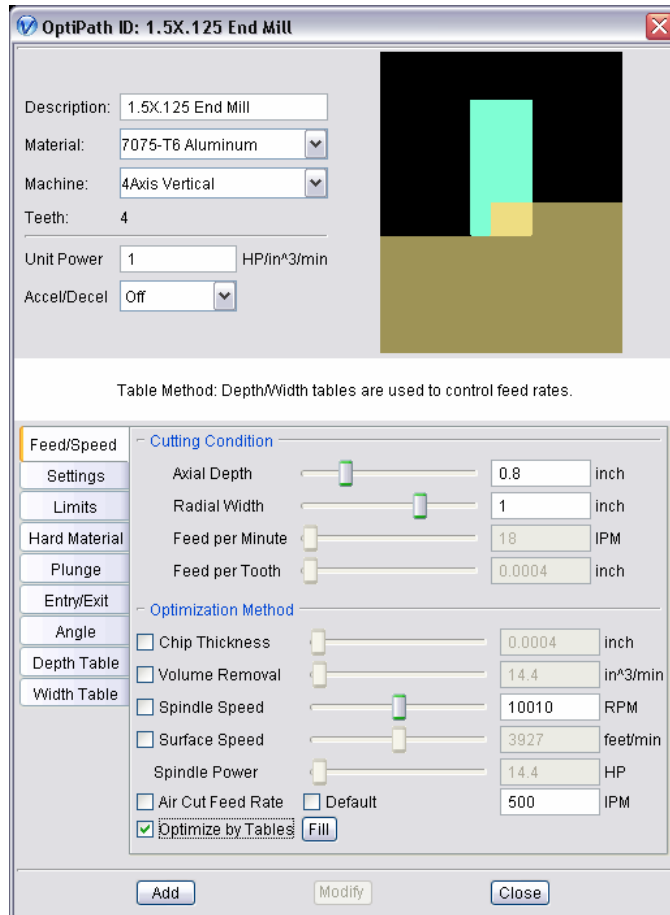 OptiPath ID: 1.5X.125 End Mill
Description: 1.5X.125 End Mill
Material: 7075-T6 Aluminum
Machine: 4Axis Vertical
Teeth: 4
Unit Power 1 HP/in^3/min
Accel/Decel Off
Table Method: Depth/Width tables are used to control feed rates.
Feed/Speed
Settings
Limits
Hard Material
Plunge
Entry/Exit
Angle
Depth Table
Width Table
Cutting Condition
Axial Depth 0.8 inch
Radial Width 1 inch
Feed per Minute 18 IPM
Feed per Tooth 0.0004 inch
Optimization Method
Chip Thickness 0.0004 inch
Volume Removal 14.4 in^3/min
Spindle Speed 10010 RPM
Surface Speed 3927 feet/min
Spindle Power 14.4 HP
Air Cut Feed Rate Default 500 IPM
Optimize by Tables Fill
Add Modify Close